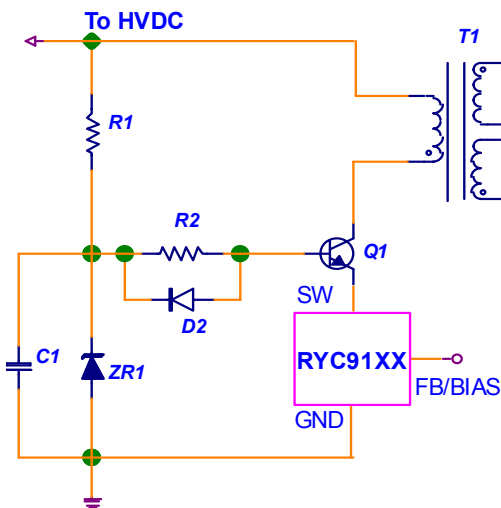 To HVDC
T1
R1
R2
Q1
D2
SW
C1
ZR1
RYC91XX
FB/BIAS
GND